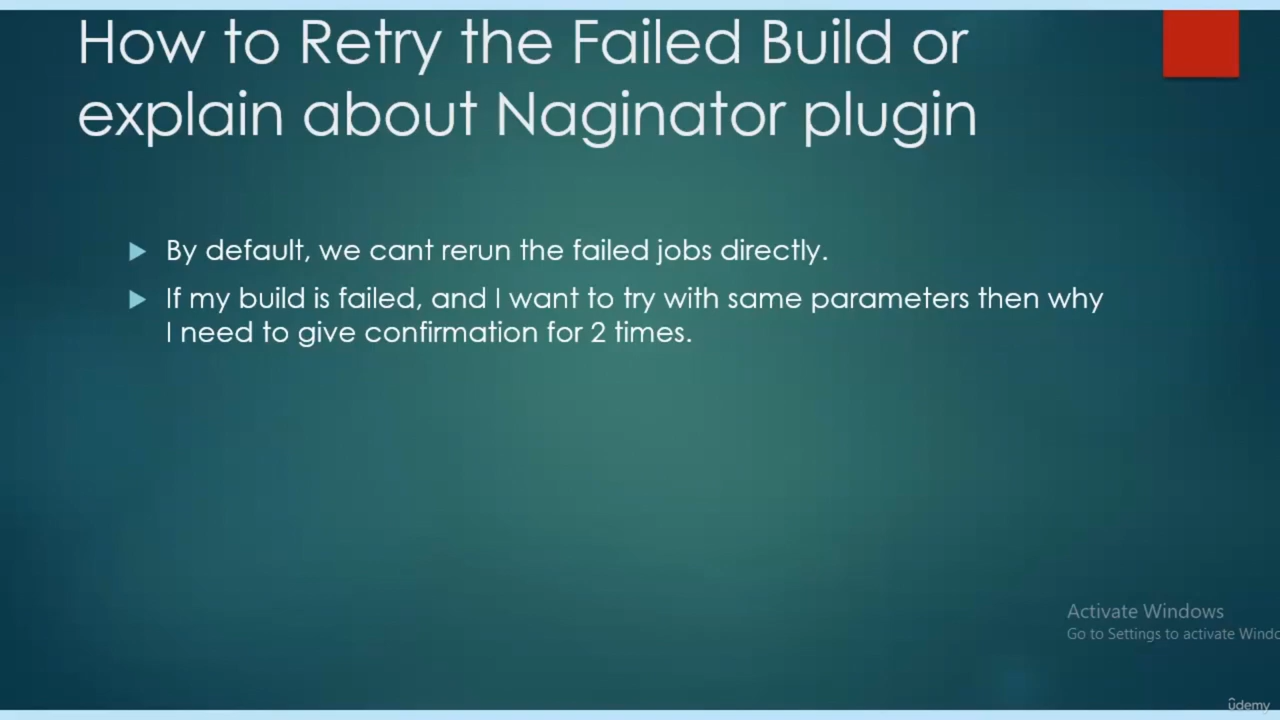 How to Retry the Failed Build or
explain about Naginator plugin
By default, we cant rerun the failed jobs directly.
If my build is failed, and I want to try with same parameters then why
I need to give confirmation for 2 times.
Activate Windows
Go to Settings to activate Windo
ûdemy